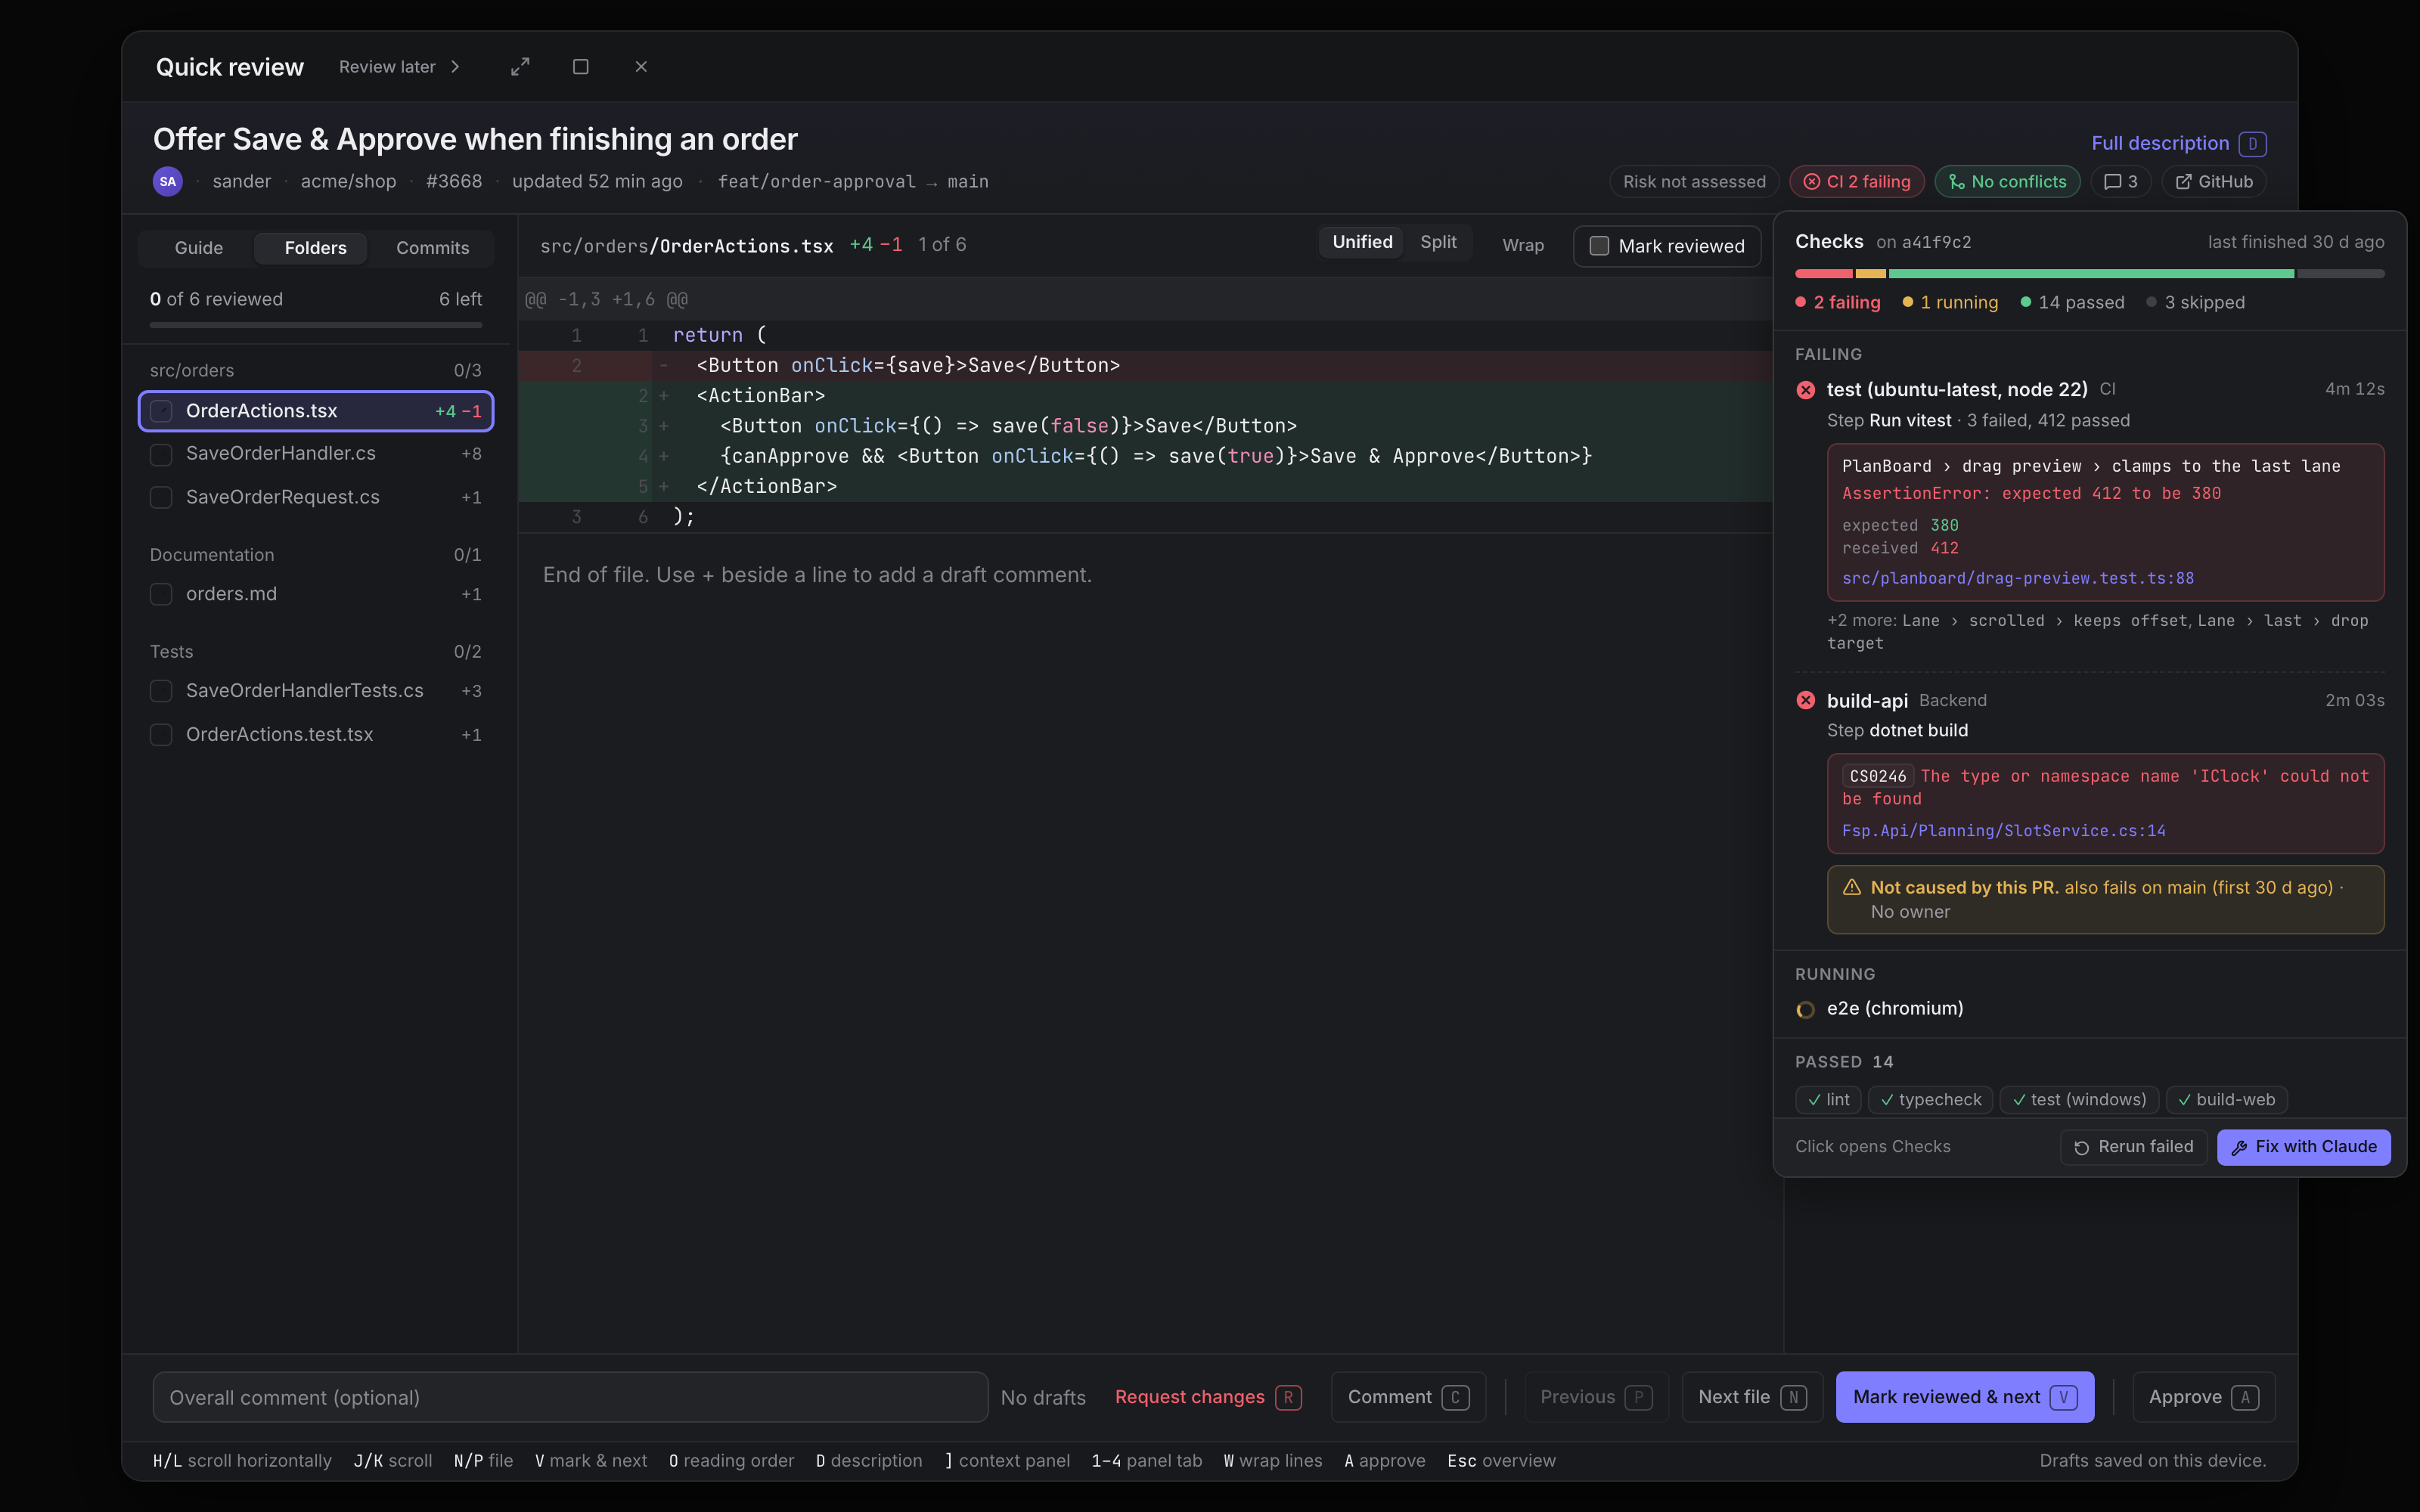 Quick review Review later
Offer Save & Approve when finishing an order
Full description D
SA · sander · acme/shop · #3668 · updated 52 min ago · feat/order-approval → main
Risk not assessed CI 2 failing No conflicts 3 GitHub
Guide Folders Commits
0 of 6 reviewed 6 left
src/orders 0/3
OrderActions.tsx +4 −1
SaveOrderHandler.cs +8
SaveOrderRequest.cs +1
Documentation 0/1
orders.md +1
Tests 0/2
SaveOrderHandlerTests.cs +3
OrderActions.test.tsx +1
src/orders/OrderActions.tsx +4 −1 1 of 6 Unified Split Wrap Mark reviewed
@@ -1,3 +1,6 @@
1 1 return (
2 - <Button onClick={save}>Save</Button>
2 + <ActionBar>
3 + <Button onClick={() => save(false)}>Save</Button>
4 + {canApprove && <Button onClick={() => save(true)}>Save & Approve</Button>}
5 + </ActionBar>
3 6 );
End of file. Use + beside a line to add a draft comment.
Checks on a41f9c2 last finished 30 d ago
2 failing 1 running 14 passed 3 skipped
FAILING
test (ubuntu-latest, node 22) CI 4m 12s
Step Run vitest · 3 failed, 412 passed
PlanBoard › drag preview › clamps to the last lane
AssertionError: expected 412 to be 380
expected 380
received 412
src/planboard/drag-preview.test.ts:88
+2 more: Lane › scrolled › keeps offset, Lane › last › drop
target
build-api Backend 2m 03s
Step dotnet build
CS0246 The type or namespace name 'IClock' could not
be found
Fsp.Api/Planning/SlotService.cs:14
Not caused by this PR. also fails on main (first 30 d ago) ·
No owner
RUNNING
e2e (chromium)
PASSED 14
lint typecheck test (windows) build-web
Click opens Checks Rerun failed Fix with Claude
Overall comment (optional) No drafts Request changes R Comment C Previous P Next file N Mark reviewed & next V Approve A
H/L scroll horizontally J/K scroll N/P file V mark & next O reading order D description ] context panel 1–4 panel tab W wrap lines A approve Esc overview Drafts saved on this device.